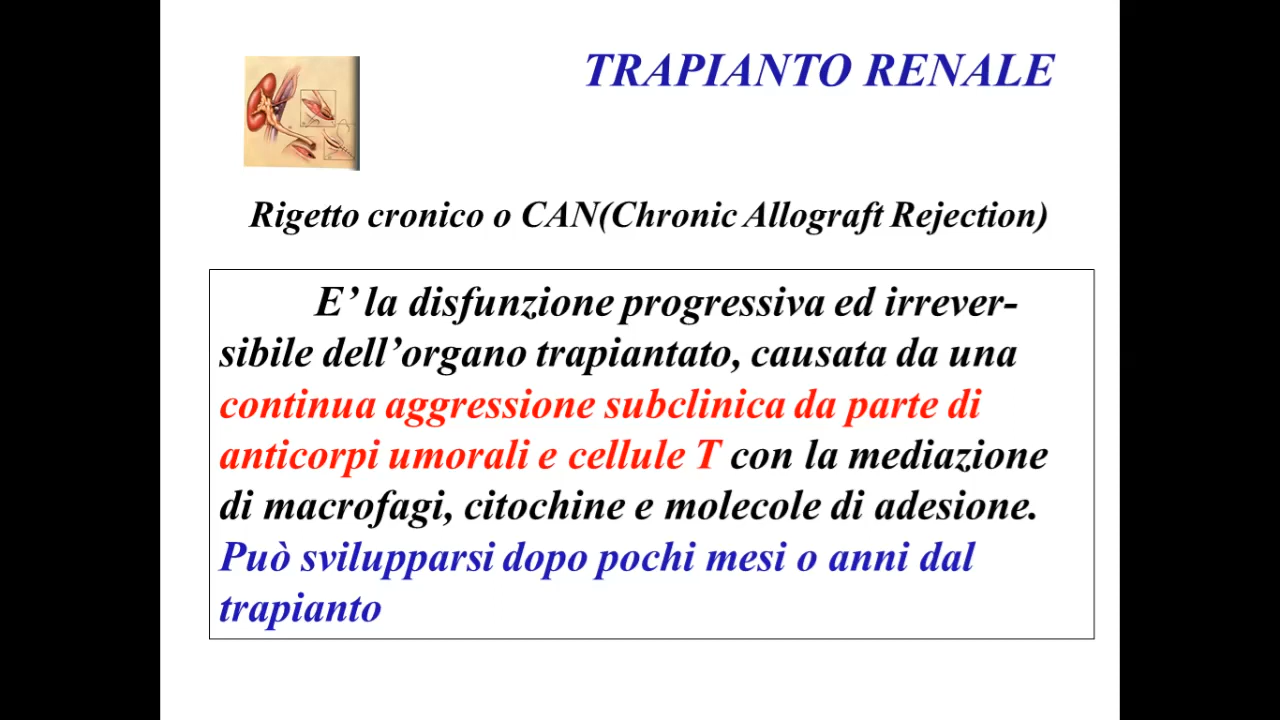 TRAPIANTO RENALE
Rigetto cronico o CAN(Chronic Allograft Rejection)
E’ la disfunzione progressiva ed irrever-
sibile dell’organo trapiantato, causata da una
continua aggressione subclinica da parte di
anticorpi umorali e cellule T con la mediazione
di macrofagi, citochine e molecole di adesione.
Può svilupparsi dopo pochi mesi o anni dal
trapianto